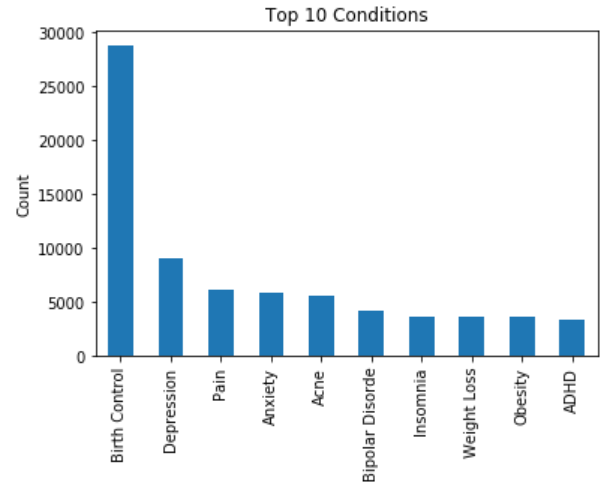 Top 10 Conditions
30000
25000
20000
15000
10000
5000
0
Count
Birth Control
Depression
Pain
Anxiety
Acne
Bipolar Disorde
Insomnia
Weight Loss
Obesity
ADHD